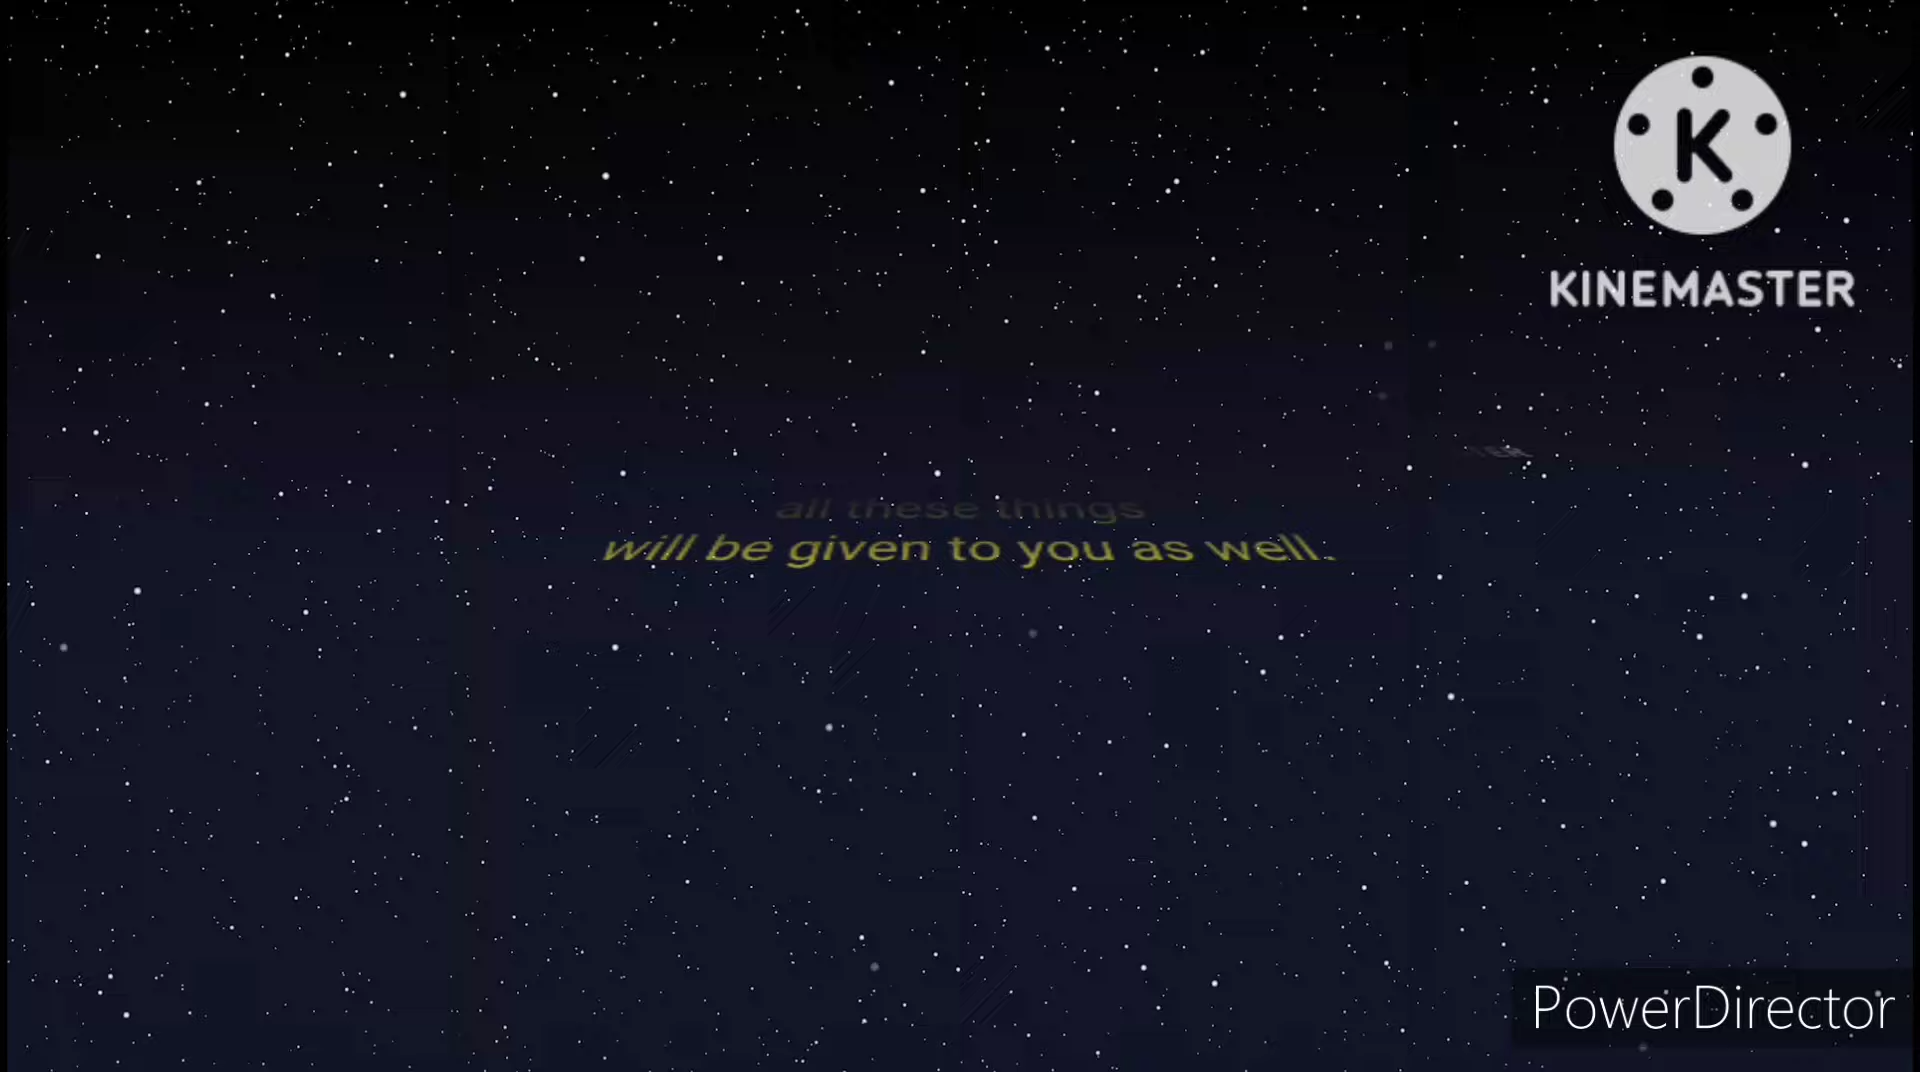 K
KINEMASTER
all these things
will be given to you as well.
PowerDirector